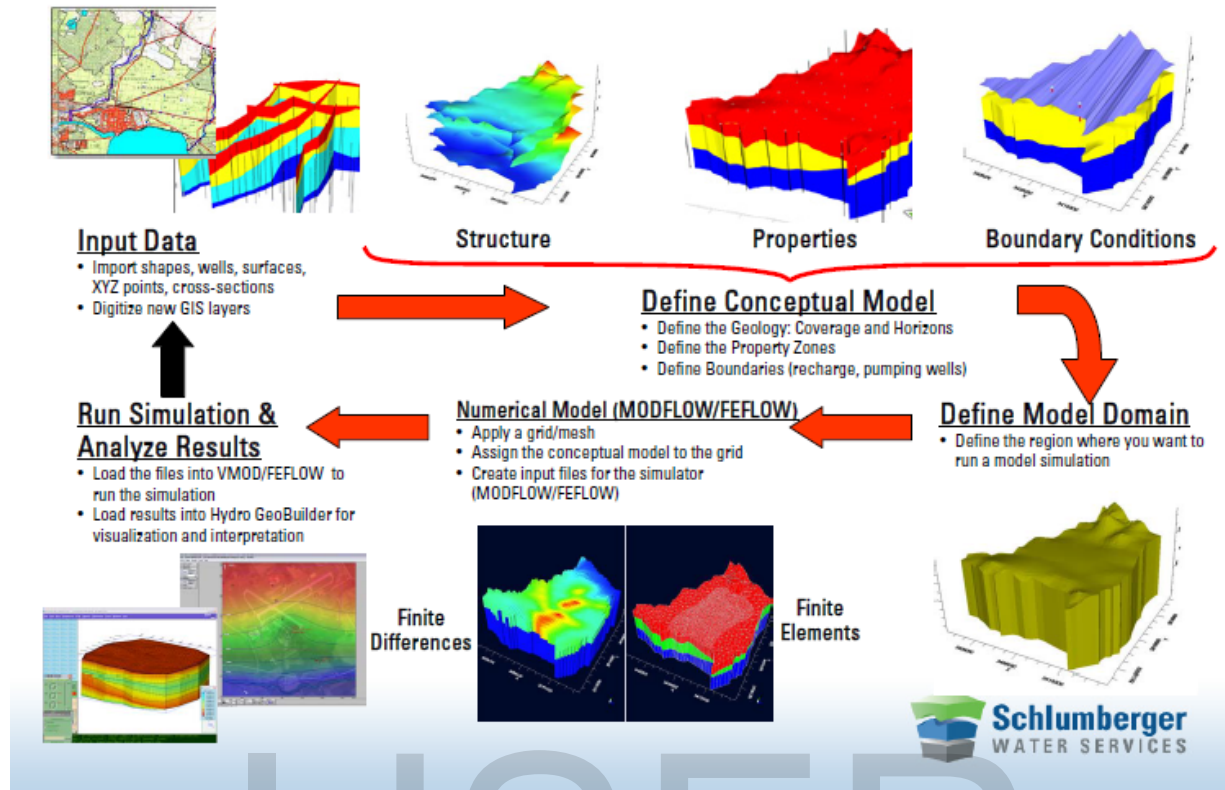 Structure
Properties
Boundary Conditions
Input Data
• Import shapes, wells, surfaces,
XYZ points, cross-sections
• Digitize new GIS layers
Define Conceptual Model
• Define the Geology: Coverage and Horizons
• Define the Property Zones
• Define Boundaries (recharge, pumping wells)
Define Model Domain
• Define the region where you want to
run a model simulation
Numerical Model (MODFLOW/FEFLOW)
• Apply a grid/mesh
• Assign the conceptual model to the grid
• Create input files for the simulator
(MODFLOW/FEFLOW)
Run Simulation &
Analyze Results
• Load the files into VMOD/FEFLOW to
run the simulation
• Load results into Hydro GeoBuilder for
visualization and interpretation
Finite
Differences
Finite
Elements
Schlumberger
WATER SERVICES
USER